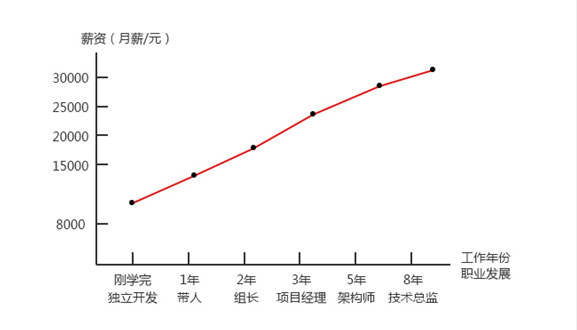 薪资（月薪/元）
30000
25000
20000
15000
8000
刚学完 1年 2年 3年 5年 8年
独立开发 带人 组长 项目经理 架构师 技术总监
工作年份
职业发展